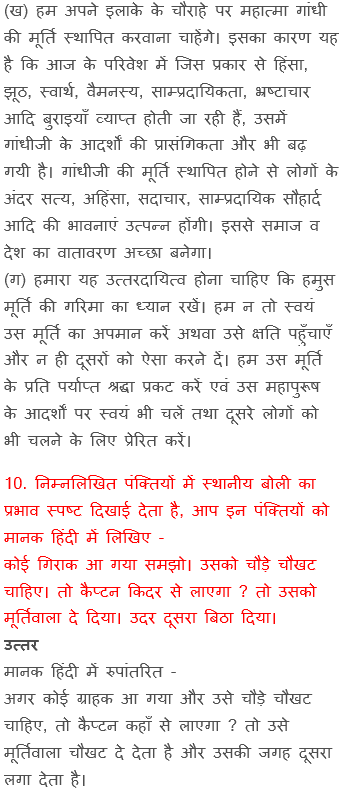 (ख) हम अपने इलाके के चौराहे पर महात्मा गांधी
की मूर्ति स्थापित करवाना चाहेंगे। इसका कारण यह
है कि आज के परिवेश में जिस प्रकार से हिंसा,
झूठ, स्वार्थ, वैमनस्य, साम्प्रदायिकता, भ्रष्टाचार
आदि बुराइयाँ व्याप्त होती जा रही हैं, उसमें
गांधीजी के आदर्शों की प्रासंगिकता और भी बढ़
गयी है। गांधीजी की मूर्ति स्थापित होने से लोगों के
अंदर सत्य, अहिंसा, सदाचार, साम्प्रदायिक सौहार्द
आदि की भावनाएं उत्पन्न होंगी। इससे समाज व
देश का वातावरण अच्छा बनेगा।
(ग) हमारा यह उत्तरदायित्व होना चाहिए कि हमुस
मूर्ति की गरिमा का ध्यान रखें। हम न तो स्वयं
उस मूर्ति का अपमान करें अथवा उसे क्षति पहुँचाएँ
और न ही दूसरों को ऐसा करने दें। हम उस मूर्ति
के प्रति पर्याप्त श्रद्धा प्रकट करें एवं उस महापुरूष
के आदर्शों पर स्वयं भी चलें तथा दूसरे लोगों को
भी चलने के लिए प्रेरित करें।
10. निम्नलिखित पंक्तियों में स्थानीय बोली का
प्रभाव स्पष्ट दिखाई देता है, आप इन पंक्तियों को
मानक हिंदी में लिखिए -
कोई गिराक आ गया समझो। उसको चौड़े चौखट
चाहिए। तो कैप्टन किदर से लाएगा ? तो उसको
मूर्तिवाला दे दिया। उदर दूसरा बिठा दिया।
उत्तर
मानक हिंदी में रुपांतरित -
अगर कोई ग्राहक आ गया और उसे चौड़े चौखट
चाहिए, तो कैप्टन कहाँ से लाएगा ? तो उसे
मूर्तिवाला चौखट दे देता है और उसकी जगह दूसरा
लगा देता है।